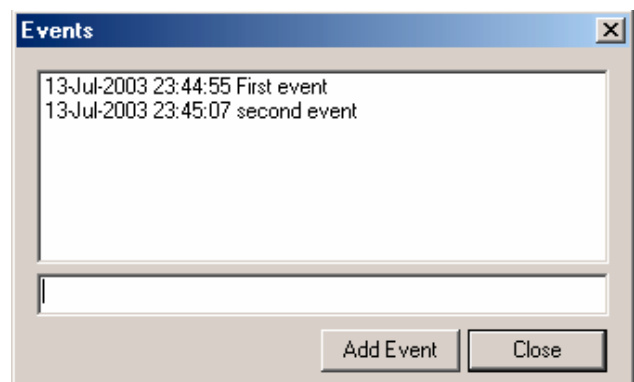 Events
13-Jul-2003 23:44:55 First event
13-Jul-2003 23:45:07 second event
Add Event
Close